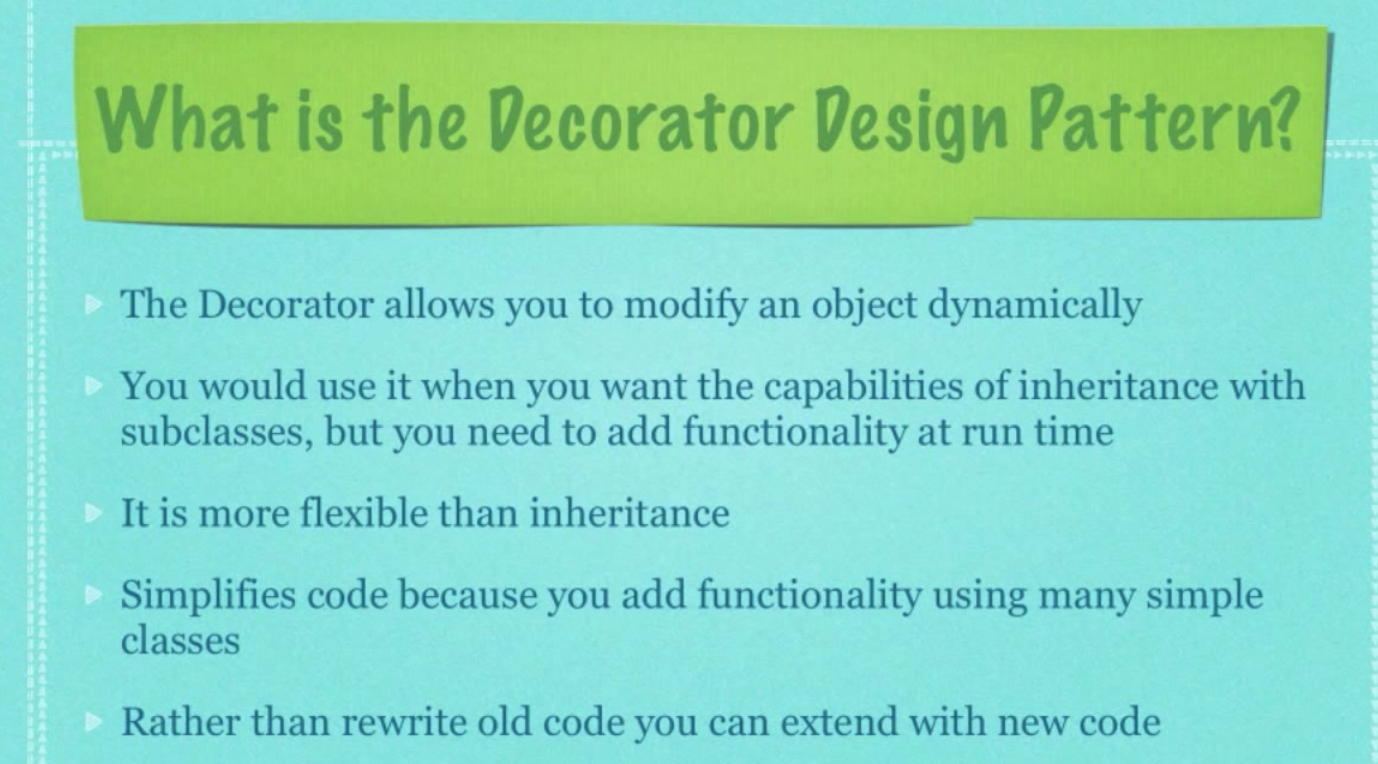 What is the Decorator Design Pattern?
The Decorator allows you to modify an object dynamically
You would use it when you want the capabilities of inheritance with
subclasses, but you need to add functionality at run time
It is more flexible than inheritance
Simplifies code because you add functionality using many simple
classes
Rather than rewrite old code you can extend with new code